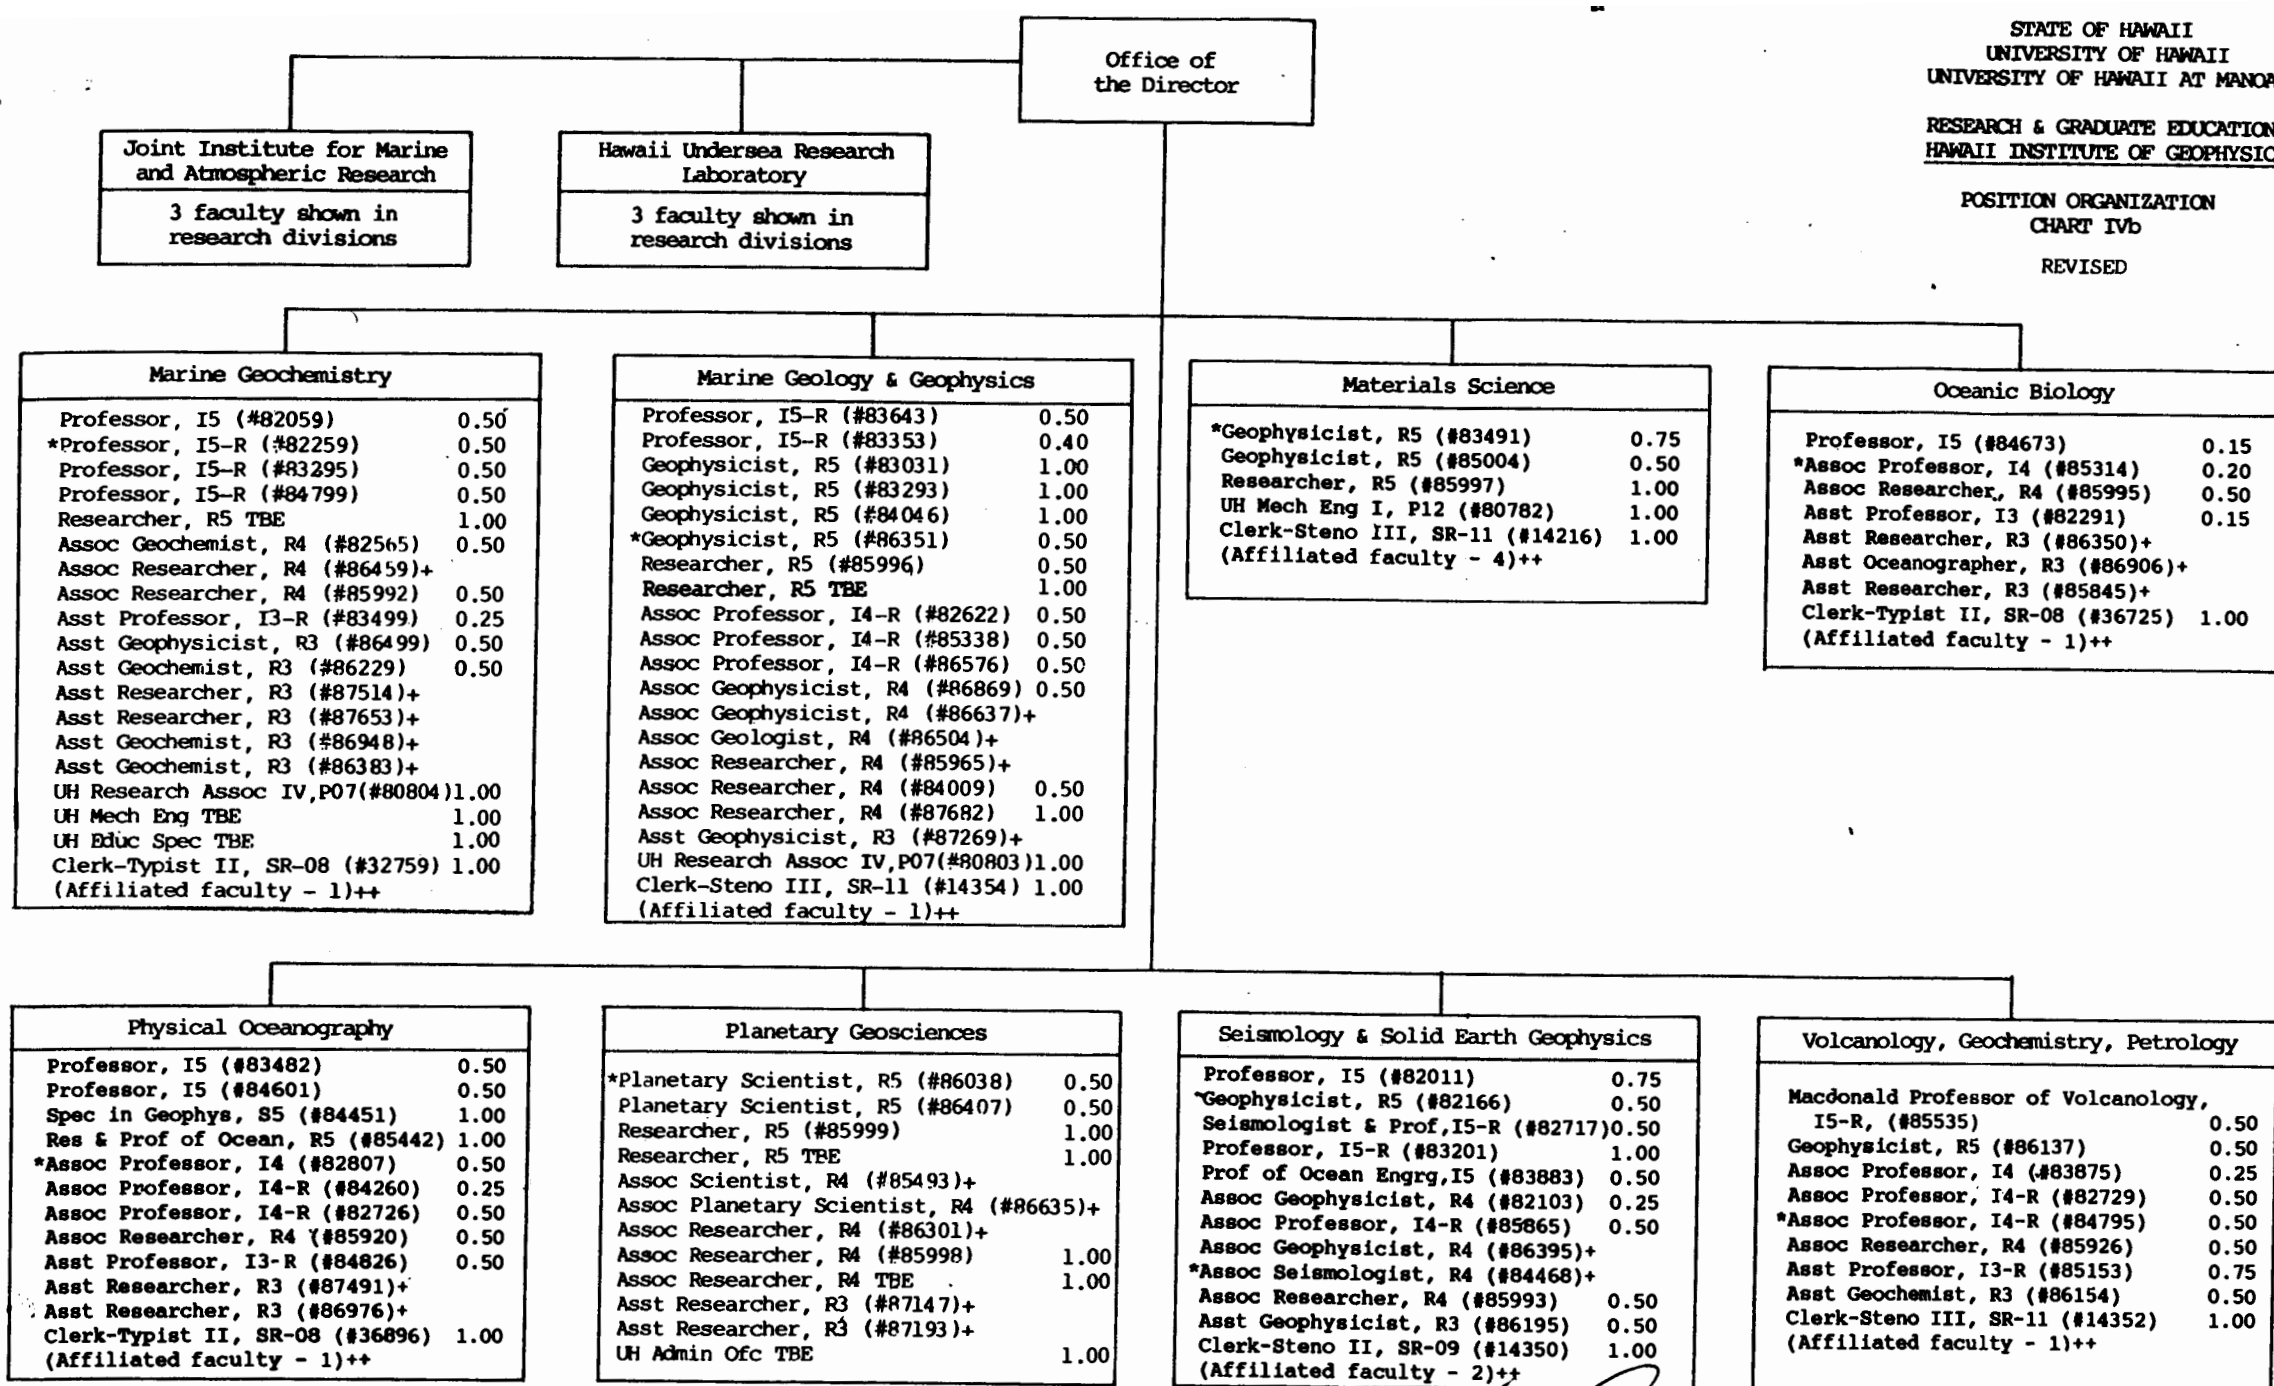 Office of
the Director
STATE OF HAWAII
UNIVERSITY OF HAWAII
UNIVERSITY OF HAWAII AT MANOA
RESEARCH & GRADUATE EDUCATION
HAWAII INSTITUTE OF GEOPHYSIC
POSITION ORGANIZATION
CHART IVb
REVISED
Joint Institute for Marine
and Atmospheric Research
3 faculty shown in
research divisions
Hawaii Undersea Research
Laboratory
3 faculty shown in
research divisions
Marine Geochemistry
Professor, I5 (#82059) 0.50
*Professor, I5-R (#82259) 0.50
Professor, I5-R (#83295) 0.50
Professor, I5-R (#84799) 0.50
Researcher, R5 TBE 1.00
Assoc Geochemist, R4 (#82565) 0.50
Assoc Researcher, R4 (#86459)+
Assoc Researcher, R4 (#85992) 0.50
Asst Professor, I3-R (#83499) 0.25
Asst Geophysicist, R3 (#86499) 0.50
Asst Geochemist, R3 (#86229) 0.50
Asst Researcher, R3 (#87514)+
Asst Researcher, R3 (#87653)+
Asst Geochemist, R3 (#86948)+
Asst Geochemist, R3 (#86383)+
UH Research Assoc IV,P07(#80804)1.00
UH Mech Eng TBE 1.00
UH Educ Spec TBE 1.00
Clerk-Typist II, SR-08 (#32759) 1.00
(Affiliated faculty - 1)++
Marine Geology & Geophysics
Professor, I5-R (#83643) 0.50
Professor, I5-R (#83353) 0.40
Geophysicist, R5 (#83031) 1.00
Geophysicist, R5 (#83293) 1.00
Geophysicist, R5 (#84046) 1.00
*Geophysicist, R5 (#86351) 0.50
Researcher, R5 (#85996) 0.50
Researcher, R5 TBE 1.00
Assoc Professor, I4-R (#82622) 0.50
Assoc Professor, I4-R (#85338) 0.50
Assoc Professor, I4-R (#86576) 0.50
Assoc Geophysicist, R4 (#86869) 0.50
Assoc Geophysicist, R4 (#86637)+
Assoc Geologist, R4 (#86504)+
Assoc Researcher, R4 (#85965)+
Assoc Researcher, R4 (#84009) 0.50
Assoc Researcher, R4 (#87682) 1.00
Asst Geophysicist, R3 (#87269)+
UH Research Assoc IV,P07(#80803)1.00
Clerk-Steno III, SR-11 (#14354) 1.00
(Affiliated faculty - 1)++
Materials Science
*Geophysicist, R5 (#83491) 0.75
Geophysicist, R5 (#85004) 0.50
Researcher, R5 (#85997) 1.00
UH Mech Eng I, P12 (#80782) 1.00
Clerk-Steno III, SR-11 (#14216) 1.00
(Affiliated faculty - 4)++
Oceanic Biology
Professor, I5 (#84673) 0.15
*Assoc Professor, I4 (#85314) 0.20
Assoc Researcher, R4 (#85995) 0.50
Asst Professor, I3 (#82291) 0.15
Asst Researcher, R3 (#86350)+
Asst Oceanographer, R3 (#86906)+
Asst Researcher, R3 (#85845)+
Clerk-Typist II, SR-08 (#36725) 1.00
(Affiliated faculty - 1)++
Physical Oceanography
Professor, I5 (#83482) 0.50
Professor, I5 (#84601) 0.50
Spec in Geophys, S5 (#84451) 1.00
Res & Prof of Ocean, R5 (#85442) 1.00
*Assoc Professor, I4 (#82807) 0.50
Assoc Professor, I4-R (#84260) 0.25
Assoc Professor, I4-R (#82726) 0.50
Assoc Researcher, R4 (#85920) 0.50
Asst Professor, I3-R (#84826) 0.50
Asst Researcher, R3 (#87491)+
Asst Researcher, R3 (#86976)+
Clerk-Typist II, SR-08 (#36896) 1.00
(Affiliated faculty - 1)++
Planetary Geosciences
*Planetary Scientist, R5 (#86038) 0.50
Planetary Scientist, R5 (#86407) 0.50
Researcher, R5 (#85999) 1.00
Researcher, R5 TBE 1.00
Assoc Scientist, R4 (#85493)+
Assoc Planetary Scientist, R4 (#86635)+
Assoc Researcher, R4 (#86301)+
Assoc Researcher, R4 (#85998) 1.00
Assoc Researcher, R4 TBE 1.00
Asst Researcher, R3 (#87147)+
Asst Researcher, R3 (#87193)+
UH Admin Ofc TBE 1.00
Seismology & Solid Earth Geophysics
Professor, I5 (#82011) 0.75
*Geophysicist, R5 (#82166) 0.50
Seismologist & Prof,I5-R (#82717)0.50
Professor, I5-R (#83201) 1.00
Prof of Ocean Engrg,I5 (#83883) 0.50
Assoc Geophysicist, R4 (#82103) 0.25
Assoc Professor, I4-R (#85865) 0.50
Assoc Geophysicist, R4 (#86395)+
*Assoc Seismologist, R4 (#84468)+
Assoc Researcher, R4 (#85993) 0.50
Asst Geophysicist, R3 (#86195) 0.50
Clerk-Steno II, SR-09 (#14350) 1.00
(Affiliated faculty - 2)++
Volcanology, Geochemistry, Petrology
Macdonald Professor of Volcanology,
I5-R, (#85535) 0.50
Geophysicist, R5 (#86137) 0.50
Assoc Professor, I4 (#83875) 0.25
Assoc Professor, I4-R (#82729) 0.50
*Assoc Professor, I4-R (#84795) 0.50
Assoc Researcher, R4 (#85926) 0.50
Asst Professor, I3-R (#85153) 0.75
Asst Geochemist, R3 (#86154) 0.50
Clerk-Steno III, SR-11 (#14352) 1.00
(Affiliated faculty - 1)++